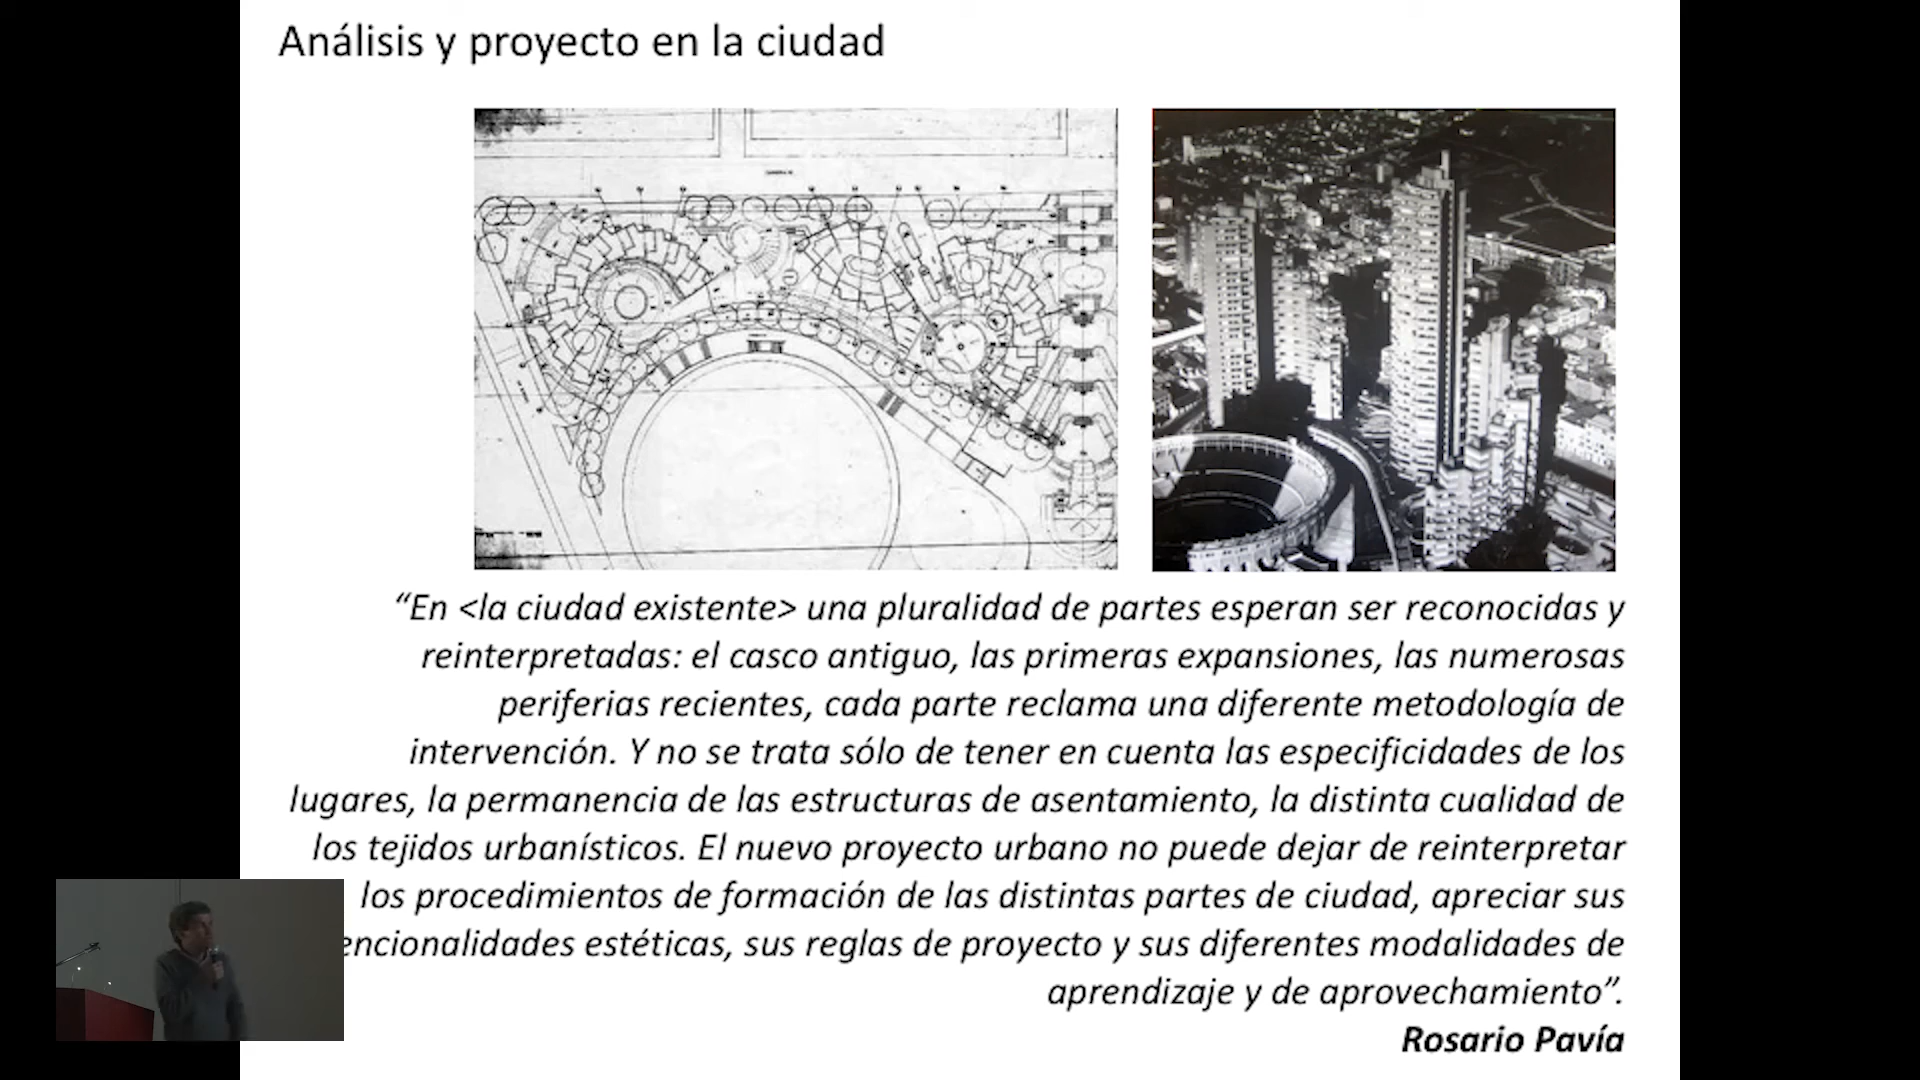 Análisis y proyecto en la ciudad
“En <la ciudad existente> una pluralidad de partes esperan ser reconocidas y
reinterpretadas: el casco antiguo, las primeras expansiones, las numerosas
periferias recientes, cada parte reclama una diferente metodología de
intervención. Y no se trata sólo de tener en cuenta las especificidades de los
lugares, la permanencia de las estructuras de asentamiento, la distinta cualidad de
los tejidos urbanísticos. El nuevo proyecto urbano no puede dejar de reinterpretar
los procedimientos de formación de las distintas partes de ciudad, apreciar sus
encionalidades estéticas, sus reglas de proyecto y sus diferentes modalidades de
aprendizaje y de aprovechamiento”.
Rosario Pavía